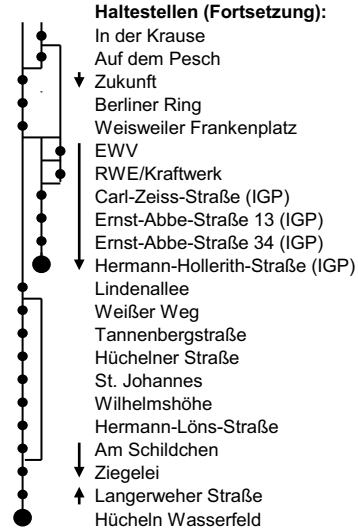 Haltestellen (Fortsetzung):
In der Krause
Auf dem Pesch
Zukunft
Berliner Ring
Weisweiler Frankenplatz
EWV
RWE/Kraftwerk
Carl-Zeiss-Straße (IGP)
Ernst-Abbe-Straße 13 (IGP)
Ernst-Abbe-Straße 34 (IGP)
Hermann-Hollerith-Straße (IGP)
Lindenallee
Weißer Weg
Tannenbergstraße
Hüchelner Straße
St. Johannes
Wilhelmshöhe
Hermann-Löns-Straße
Am Schildchen
Ziegelei
Langerweher Straße
Hücheln Wasserfeld